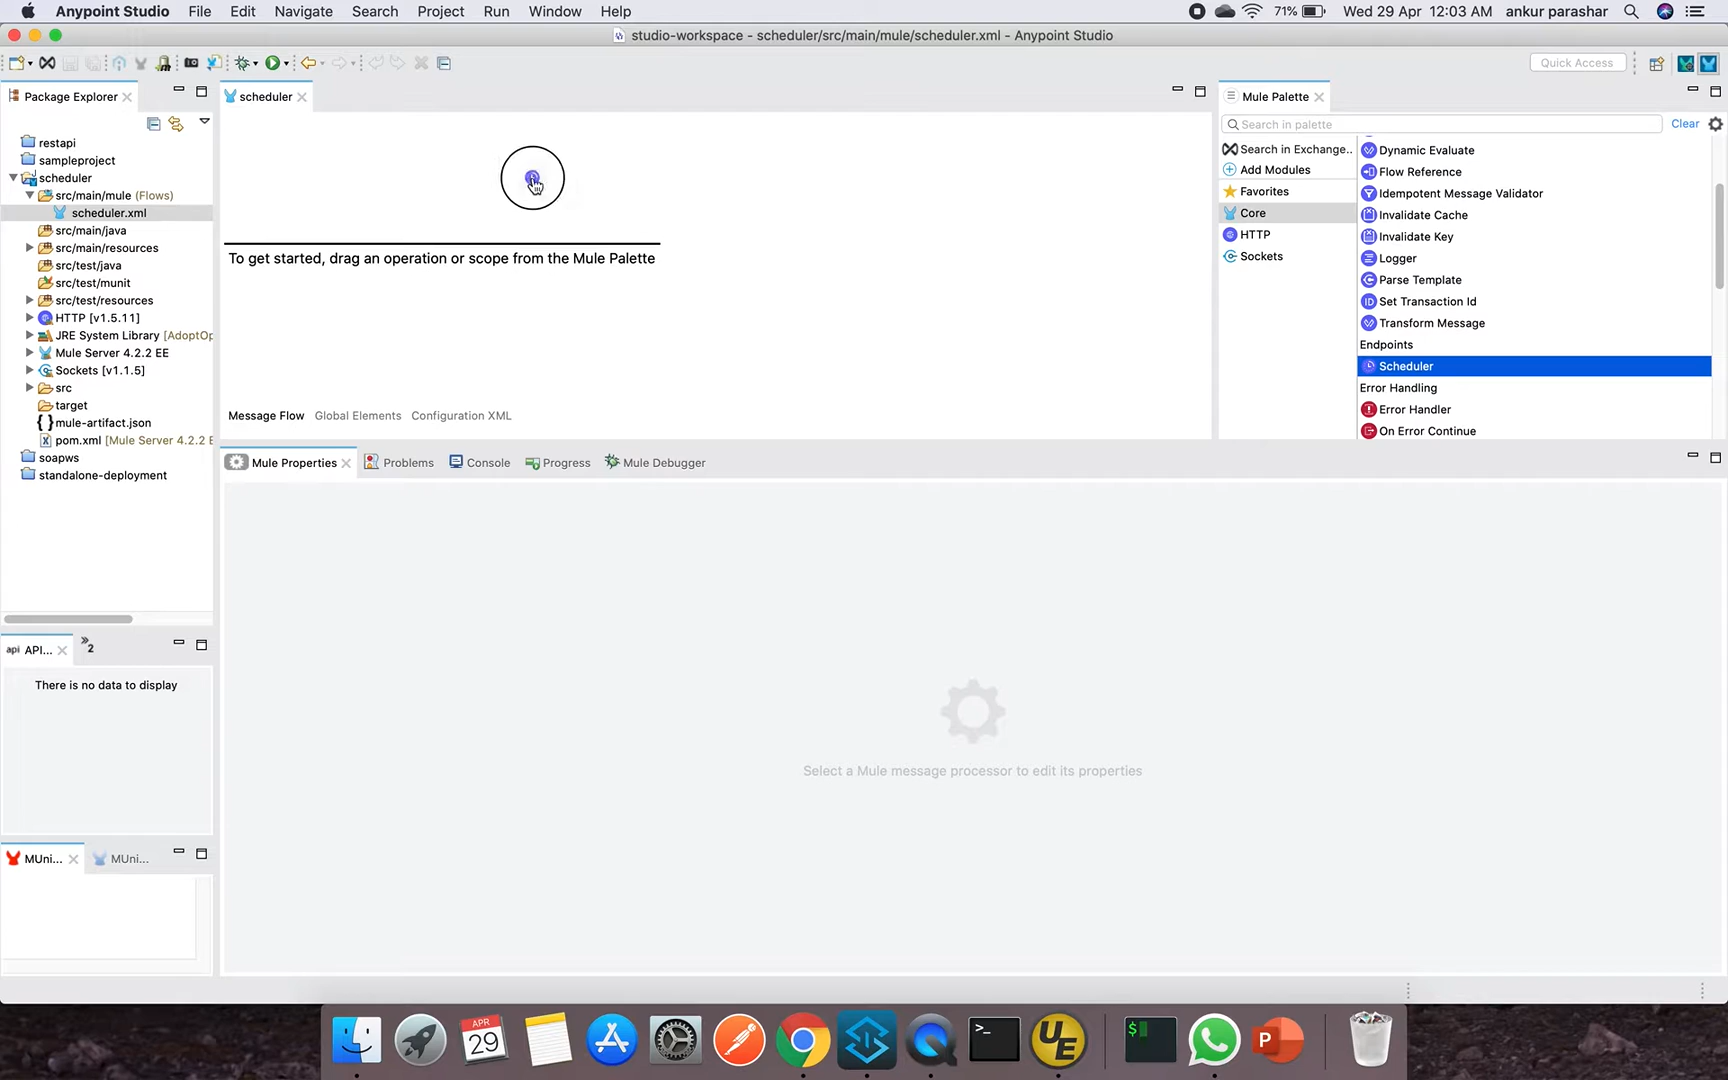 Anypoint Studio File Edit Navigate Search Project Run Window Help 71% Wed 29 Apr 12:03 AM ankur parashar
studio-workspace - scheduler/src/main/mule/scheduler.xml - Anypoint Studio
Quick Access
Package Explorer
restapi
sampleproject
scheduler
src/main/mule (Flows)
scheduler.xml
src/main/java
src/main/resources
src/test/java
src/test/munit
src/test/resources
HTTP [v1.5.11]
JRE System Library [AdoptOp
Mule Server 4.2.2 EE
Sockets [v1.1.5]
src
target
mule-artifact.json
pom.xml [Mule Server 4.2.2 E
soapws
standalone-deployment
api API...
»2
There is no data to display
MUni...
MUni...
scheduler
To get started, drag an operation or scope from the Mule Palette
Message Flow Global Elements Configuration XML
Mule Palette
Search in palette
Clear
Search in Exchange..
Add Modules
Favorites
Core
HTTP
Sockets
Dynamic Evaluate
Flow Reference
Idempotent Message Validator
Invalidate Cache
Invalidate Key
Logger
Parse Template
ID Set Transaction Id
Transform Message
Endpoints
Scheduler
Error Handling
Error Handler
On Error Continue
Mule Properties Problems Console Progress Mule Debugger
Select a Mule message processor to edit its properties
APR
29
>_
UE
$
P